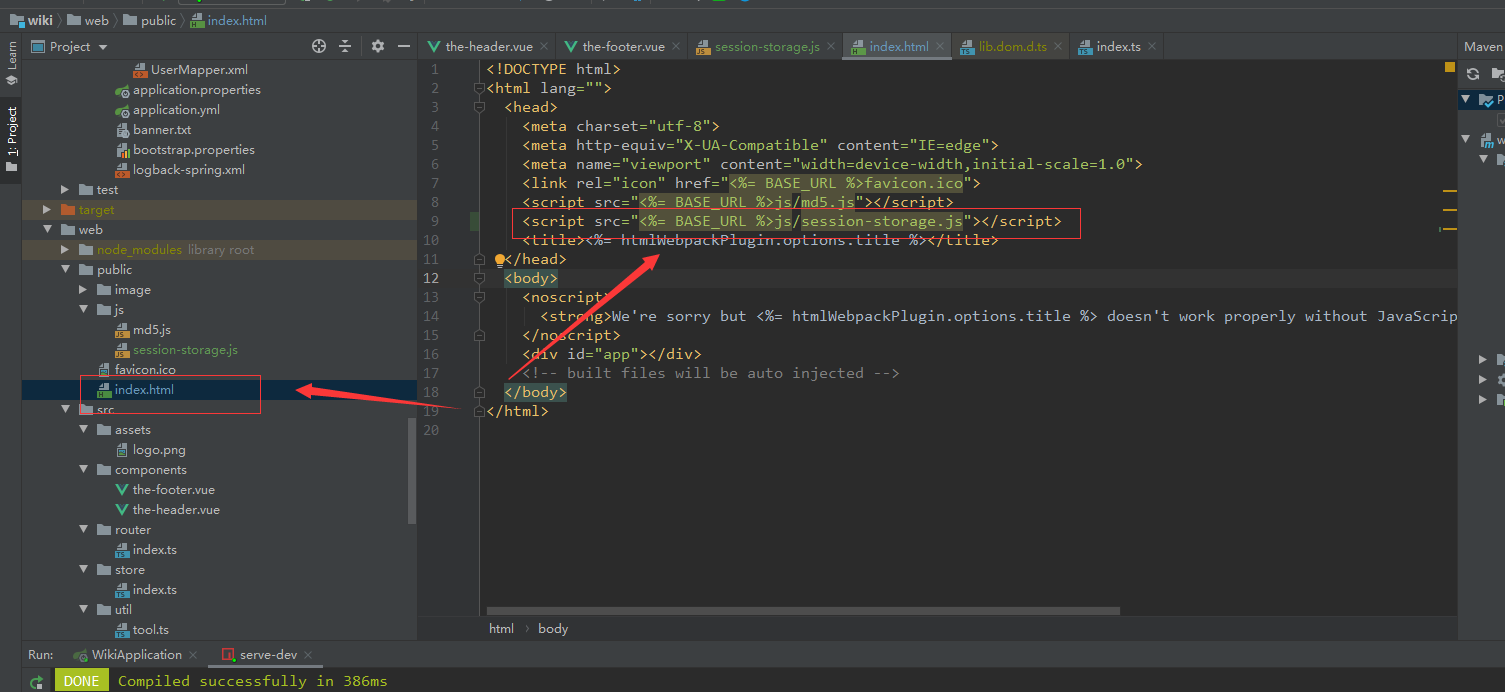 wiki web public index.html
Project
the-header.vue the-footer.vue session-storage.js index.html lib.dom.d.ts index.ts
Maven
Learn
1: Project
UserMapper.xml
application.properties
application.yml
banner.txt
bootstrap.properties
logback-spring.xml
test
target
web
node_modules library root
public
image
js
md5.js
session-storage.js
favicon.ico
index.html
src
assets
logo.png
components
the-footer.vue
the-header.vue
router
index.ts
store
index.ts
util
tool.ts
1 <!DOCTYPE html>
2 <html lang="">
3 <head>
4 <meta charset="utf-8">
5 <meta http-equiv="X-UA-Compatible" content="IE=edge">
6 <meta name="viewport" content="width=device-width,initial-scale=1.0">
7 <link rel="icon" href="<%= BASE_URL %>favicon.ico">
8 <script src="<%= BASE_URL %>js/md5.js"></script>
9 <script src="<%= BASE_URL %>js/session-storage.js"></script>
10 <title><%= htmlWebpackPlugin.options.title %></title>
11 </head>
12 <body>
13 <noscript>
14 <strong>We're sorry but <%= htmlWebpackPlugin.options.title %> doesn't work properly without JavaScrip
15 </noscript>
16 <div id="app"></div>
17 <!-- built files will be auto injected -->
18 </body>
19 </html>
20
html body
Run: WikiApplication serve-dev
DONE Compiled successfully in 386ms